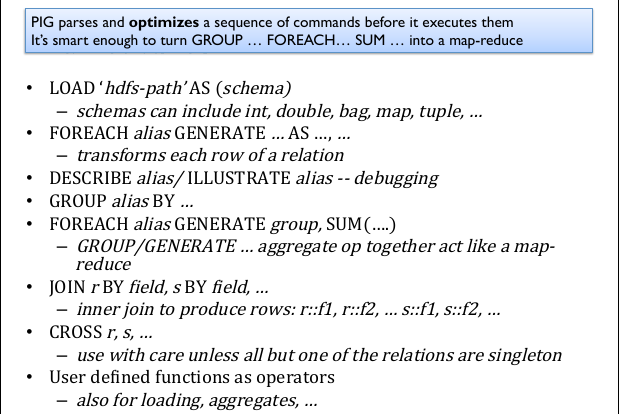 PIG parses and optimizes a sequence of commands before it executes them
It's smart enough to turn GROUP … FOREACH… SUM … into a map-reduce
• LOAD ‘hdfs-path’ AS (schema)
– schemas can include int, double, bag, map, tuple, …
• FOREACH alias GENERATE … AS …, …
– transforms each row of a relation
• DESCRIBE alias/ ILLUSTRATE alias -- debugging
• GROUP alias BY …
• FOREACH alias GENERATE group, SUM(….)
– GROUP/GENERATE … aggregate op together act like a map-
reduce
• JOIN r BY field, s BY field, …
– inner join to produce rows: r::f1, r::f2, … s::f1, s::f2, …
• CROSS r, s, …
– use with care unless all but one of the relations are singleton
• User defined functions as operators
– also for loading, aggregates, …